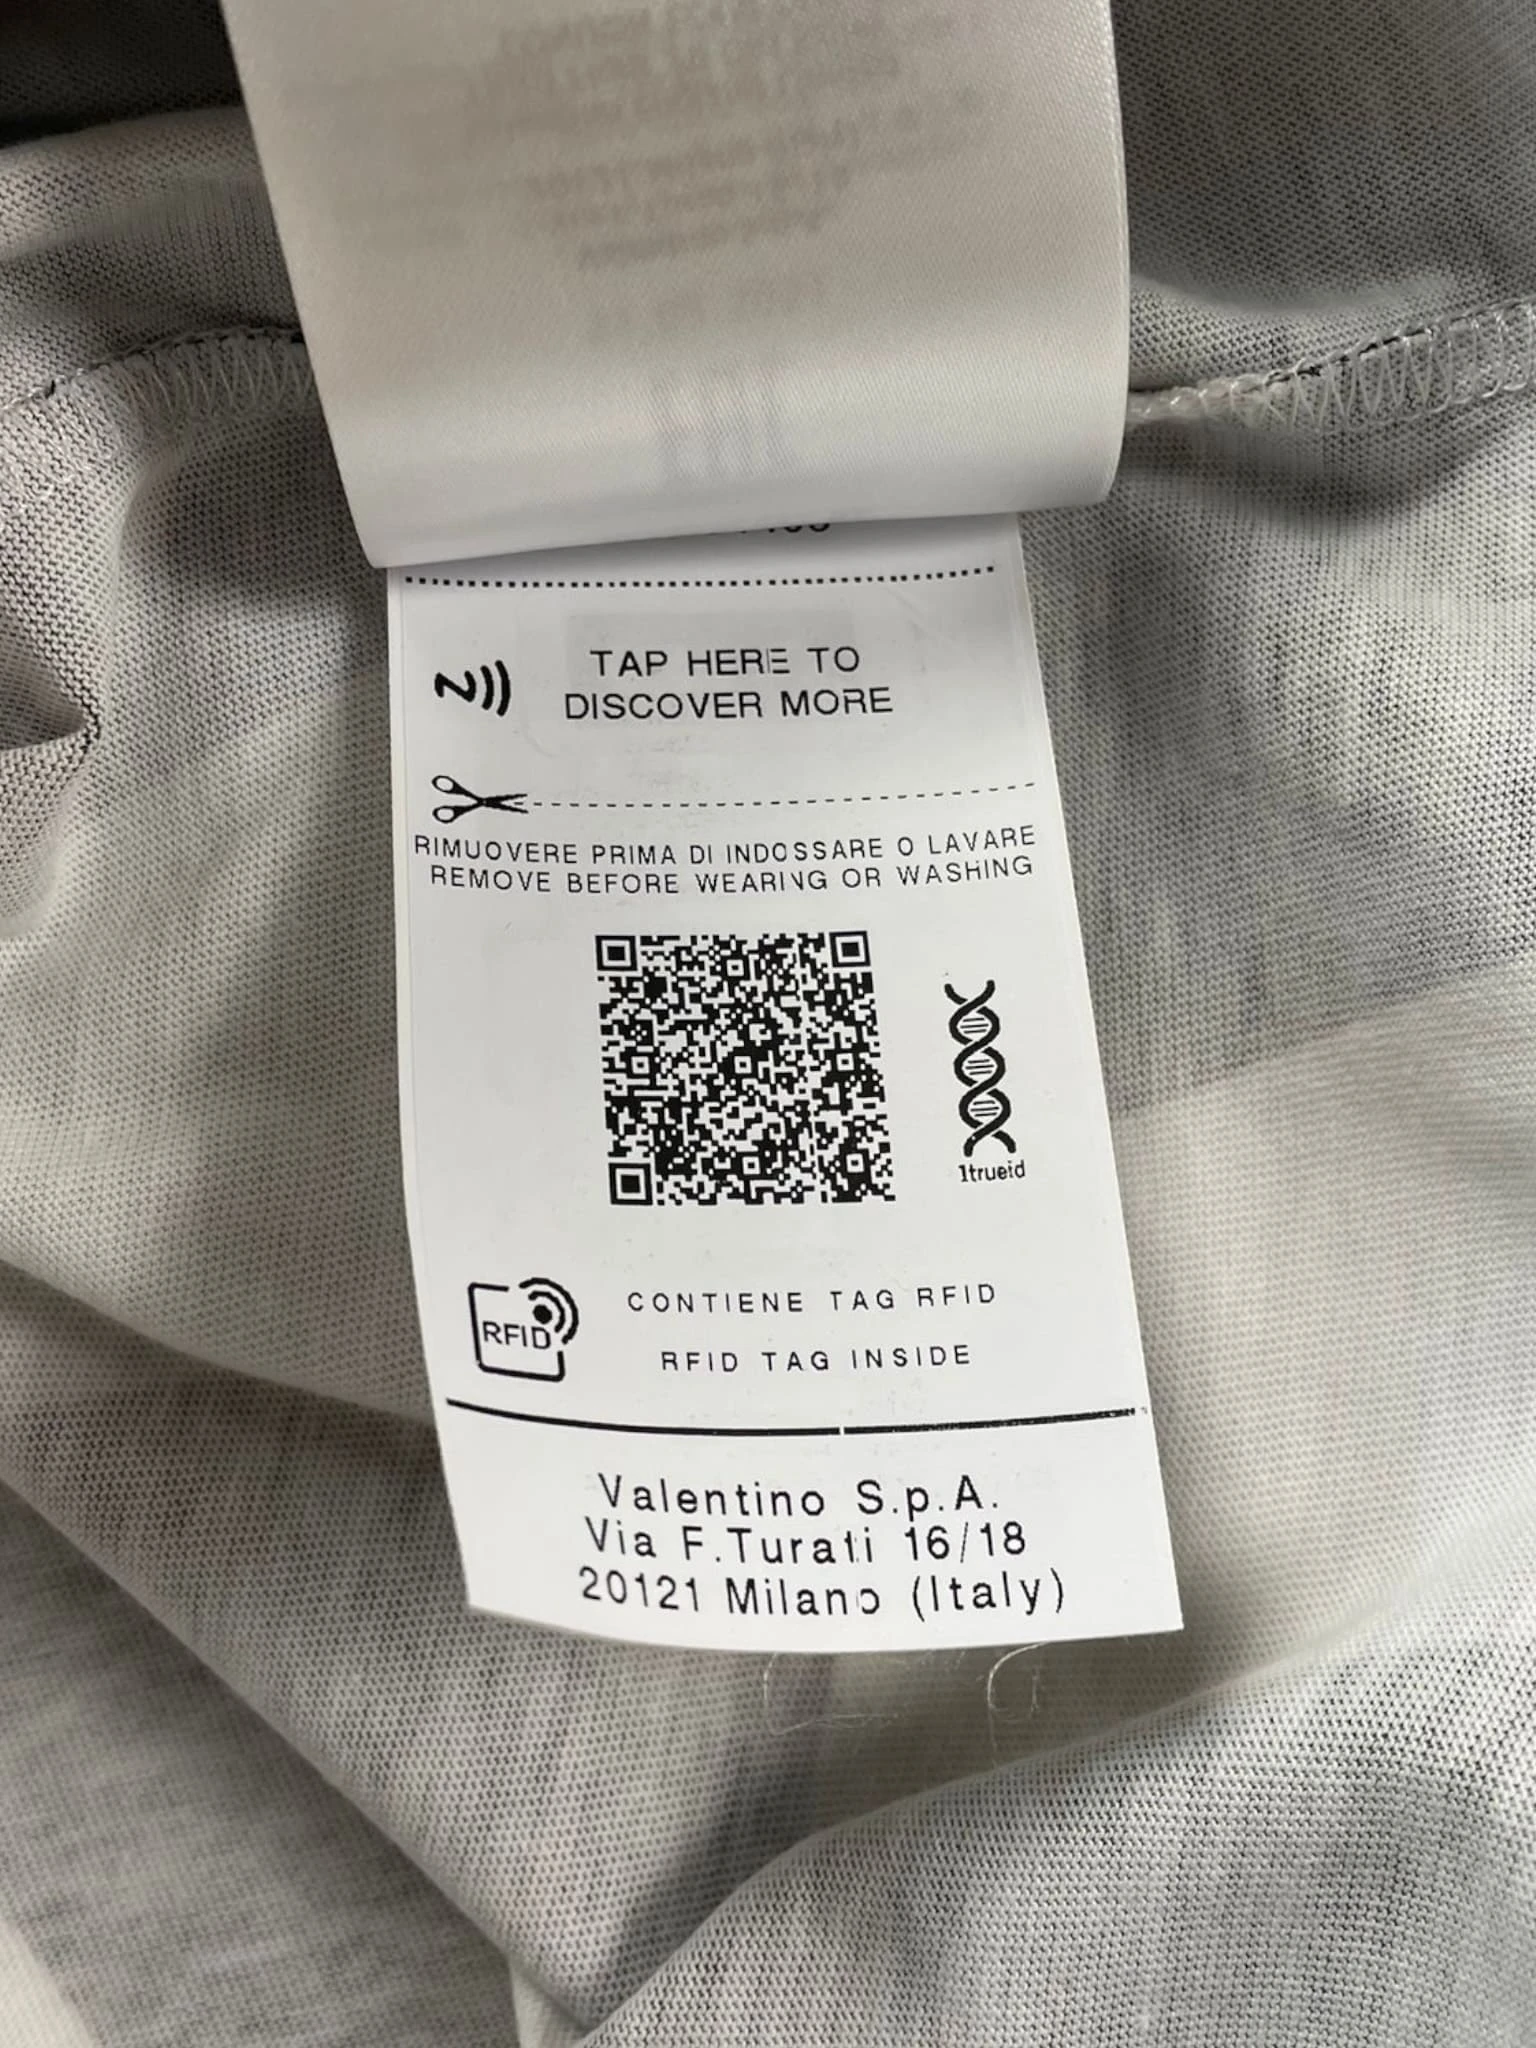 TAP HERE TO
DISCOVER MORE
RIMUOVERE PRIMA DI INDOSSARE O LAVARE
REMOVE BEFORE WEARING OR WASHING
1trueid
RFID
CONTIENE TAG RFID
RFID TAG INSIDE
Valentino S.p.A.
Via F.Turati 16/18
20121 Milano (Italy)